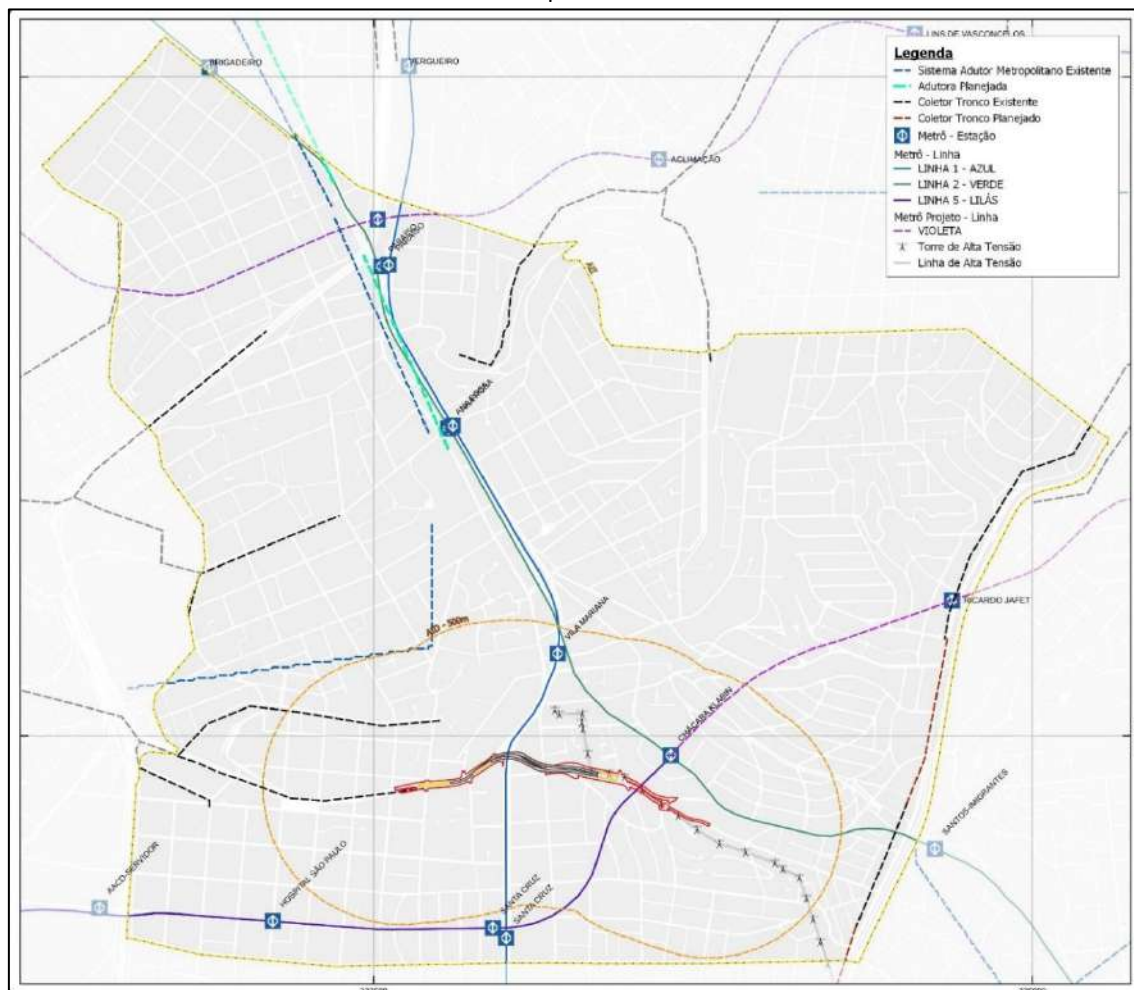 BRIGADEIRO
VERGUEIRO
LINS DE VASCONCELOS
Legenda
Sistema Adutor Metropolitano Existente
Adutora Planejada
Coletor Tronco Existente
Coletor Tronco Planejado
Metrô - Estação
Metrô - Linha
LINHA 1 - AZUL
LINHA 2 - VERDE
LINHA 5 - LILÁS
Metrô Projeto - Linha
VIOLETA
Torre de Alta Tensão
Linha de Alta Tensão
ACLIMAÇÃO
AII
RICARDO JAFET
VILA MARIANA
AID - 500m
CHÁCARA KLABIN
SANTOS-IMIGRANTES
AACD-SERVIDOR
HOSPITAL SÃO PAULO
SANTA CRUZ
SANTA CRUZ